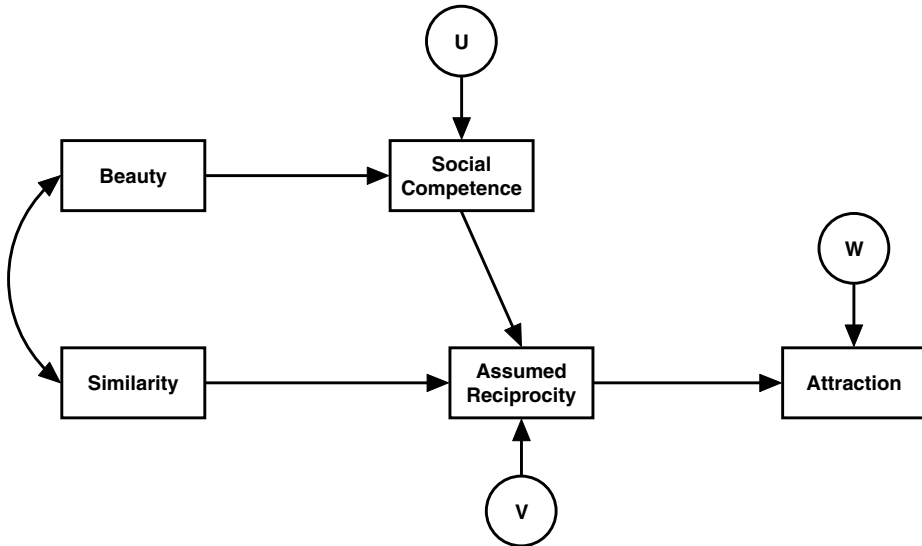 U
Beauty
Social
Competence
W
Similarity
Assumed
Reciprocity
Attraction
V